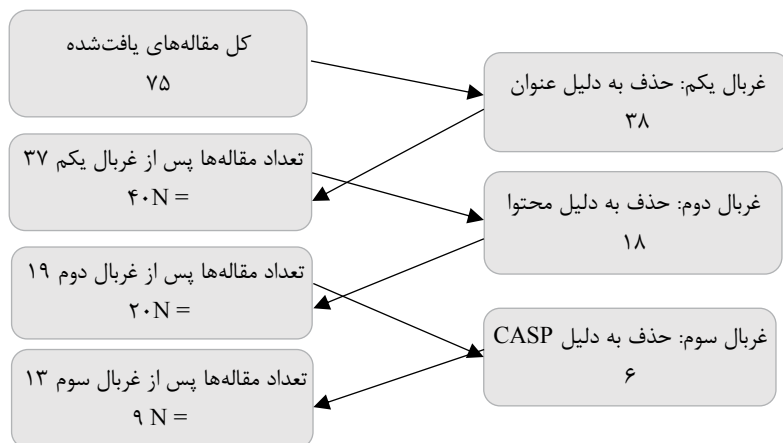 کل مقاله‌های یافت‌شده
۷۵
غربال یکم: حذف به دلیل عنوان
۳۸
تعداد مقاله‌ها پس از غربال یکم ۳۷
۴۰N =
غربال دوم: حذف به دلیل محتوا
۱۸
تعداد مقاله‌ها پس از غربال دوم ۱۹
۲۰N =
غربال سوم: حذف به دلیل CASP
۶
تعداد مقاله‌ها پس از غربال سوم ۱۳
۹ N =